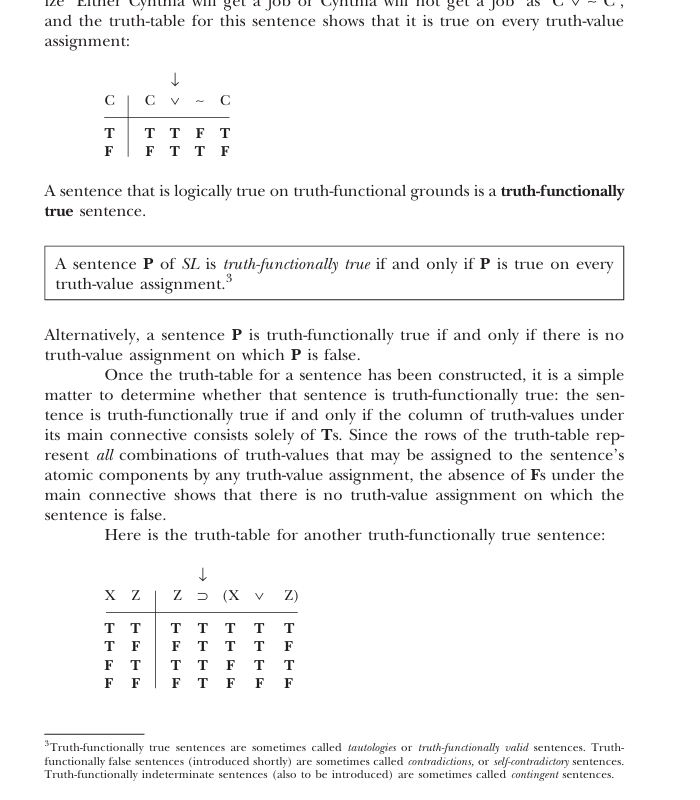 ize "Either Cynthia will get a job or Cynthia will not get a job" as 'C ∨ ~ C',
and the truth-table for this sentence shows that it is true on every truth-value
assignment:
↓
C | C ∨ ~ C
T | T T F T
F | F T T F
A sentence that is logically true on truth-functional grounds is a truth-functionally
true sentence.
A sentence P of SL is truth-functionally true if and only if P is true on every
truth-value assignment.3
Alternatively, a sentence P is truth-functionally true if and only if there is no
truth-value assignment on which P is false.
Once the truth-table for a sentence has been constructed, it is a simple
matter to determine whether that sentence is truth-functionally true: the sen-
tence is truth-functionally true if and only if the column of truth-values under
its main connective consists solely of Ts. Since the rows of the truth-table rep-
resent all combinations of truth-values that may be assigned to the sentence's
atomic components by any truth-value assignment, the absence of Fs under the
main connective shows that there is no truth-value assignment on which the
sentence is false.
Here is the truth-table for another truth-functionally true sentence:
↓
X Z | Z ⊃ (X ∨ Z)
T T | T T T T T
T F | F T T T F
F T | T T F T T
F F | F T F F F
3Truth-functionally true sentences are sometimes called tautologies or truth-functionally valid sentences. Truth-
functionally false sentences (introduced shortly) are sometimes called contradictions, or self-contradictory sentences.
Truth-functionally indeterminate sentences (also to be introduced) are sometimes called contingent sentences.